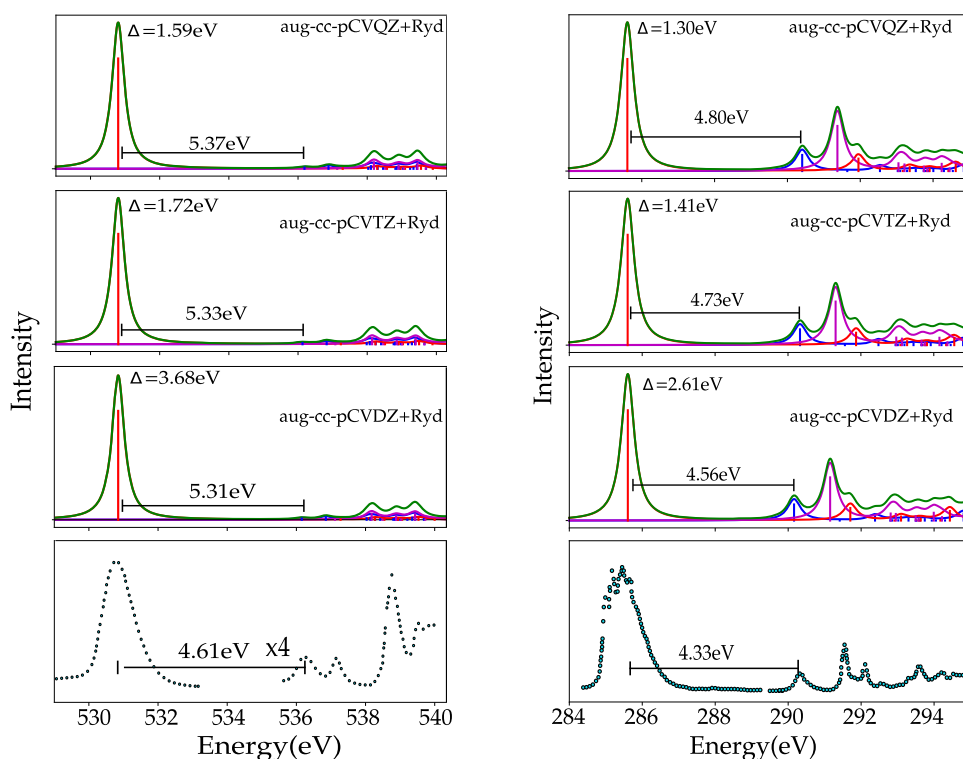 Δ=1.59eV
aug-cc-pCVQZ+Ryd
5.37eV
Δ=1.72eV
aug-cc-pCVTZ+Ryd
5.33eV
Δ=3.68eV
aug-cc-pCVDZ+Ryd
5.31eV
4.61eV x4
530 532 534 536 538 540
Energy(eV)
Intensity
Δ=1.30eV
aug-cc-pCVQZ+Ryd
4.80eV
Δ=1.41eV
aug-cc-pCVTZ+Ryd
4.73eV
Δ=2.61eV
aug-cc-pCVDZ+Ryd
4.56eV
4.33eV
284 286 288 290 292 294
Energy(eV)
Intensity